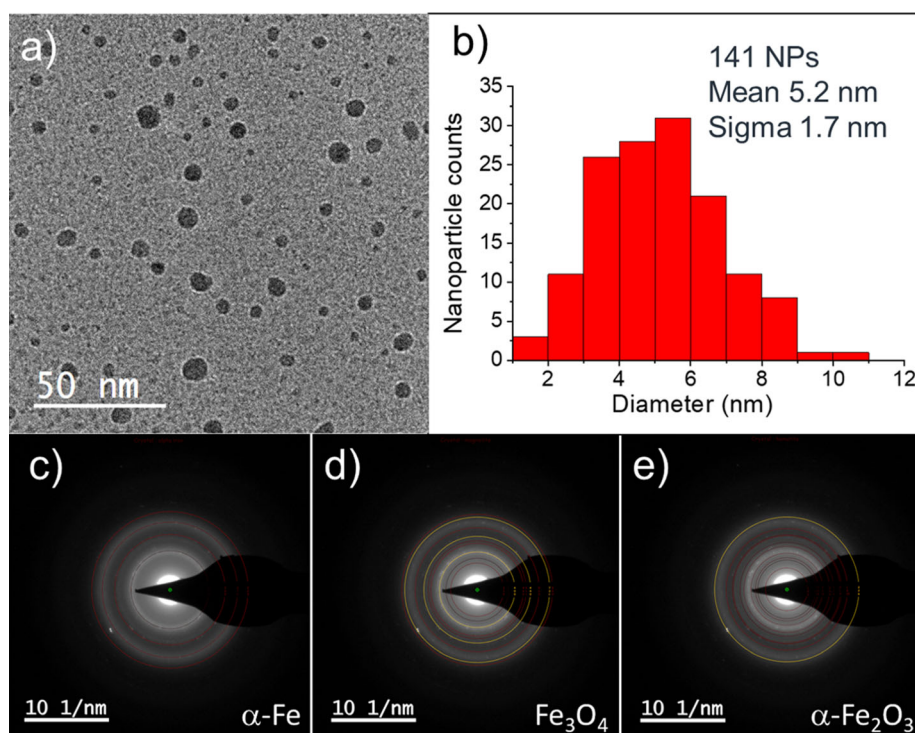 a)
50 nm
b)
141 NPs
Mean 5.2 nm
Sigma 1.7 nm
Nanoparticle counts
35
30
25
20
15
10
5
0
2
4
6
8
10
12
Diameter (nm)
c)
10 1/nm
α-Fe
d)
10 1/nm
Fe₃O₄
e)
10 1/nm
α-Fe₂O₃